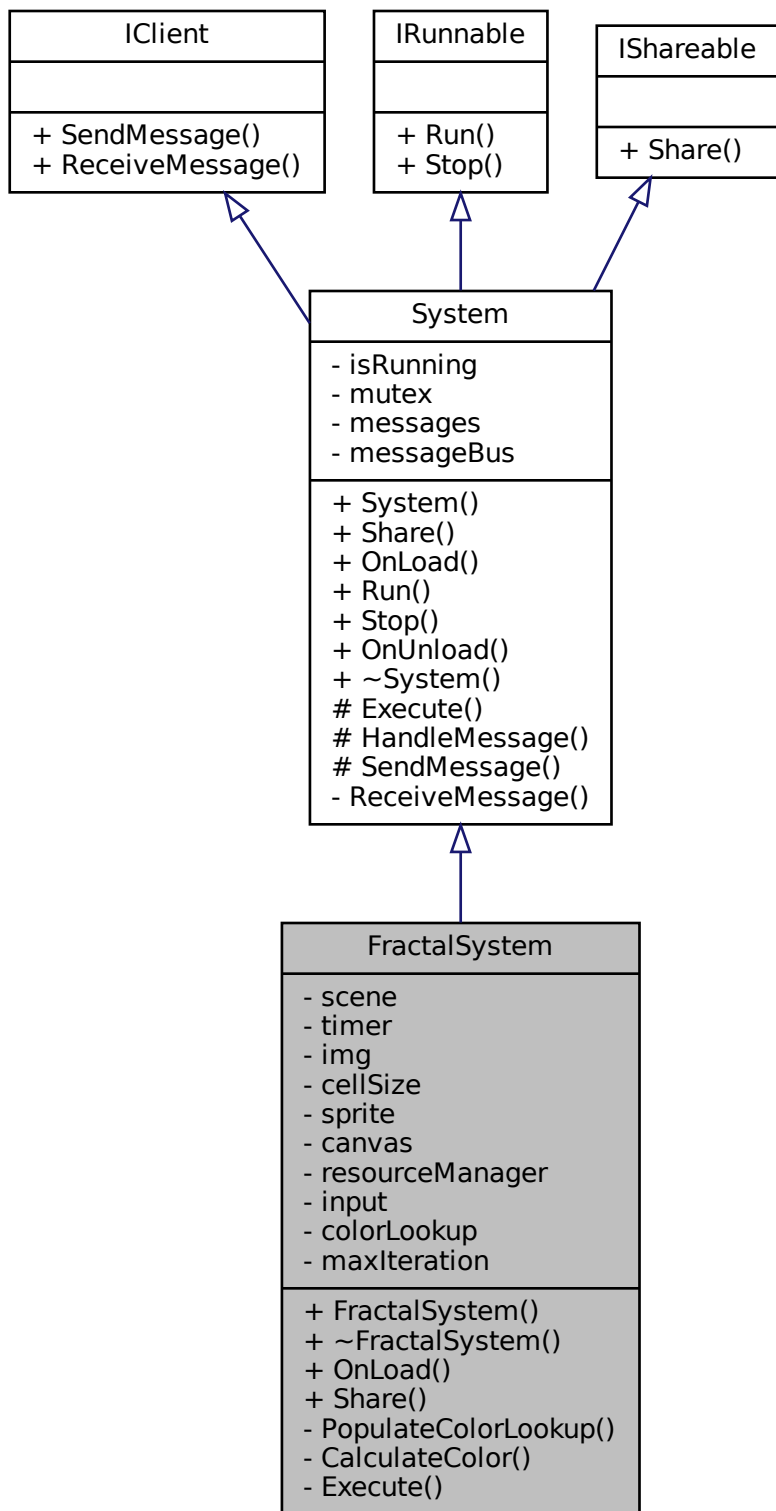 IClient
+ SendMessage()
+ ReceiveMessage()
IRunnable
+ Run()
+ Stop()
IShareable
+ Share()
System
- isRunning
- mutex
- messages
- messageBus
+ System()
+ Share()
+ OnLoad()
+ Run()
+ Stop()
+ OnUnload()
+ ~System()
# Execute()
# HandleMessage()
# SendMessage()
- ReceiveMessage()
FractalSystem
- scene
- timer
- img
- cellSize
- sprite
- canvas
- resourceManager
- input
- colorLookup
- maxIteration
+ FractalSystem()
+ ~FractalSystem()
+ OnLoad()
+ Share()
- PopulateColorLookup()
- CalculateColor()
- Execute()